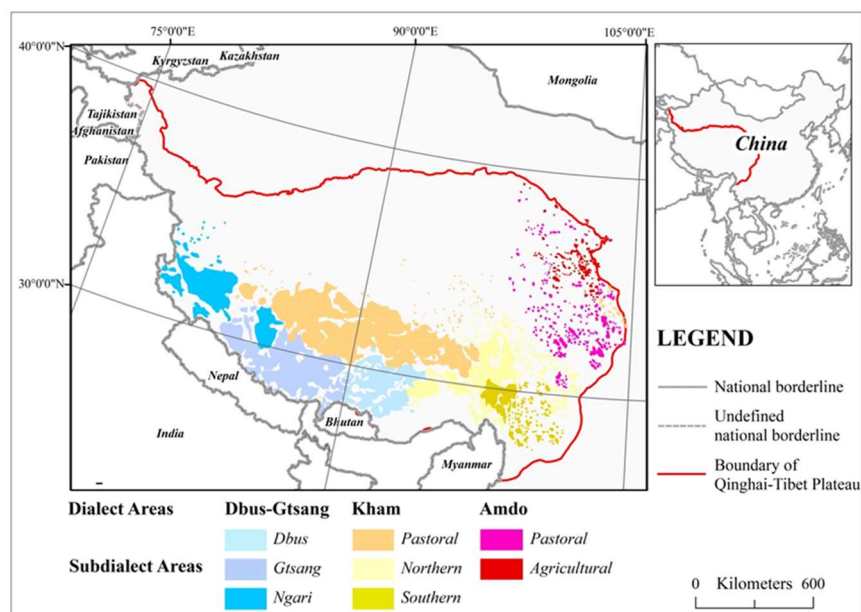 75°0'0"E 90°0'0"E 105°0'0"E
40°0'0"N
Kyrgyzstan
Kazakhstan
Mongolia
Tajikistan
Afghanistan
Pakistan
China
30°0'0"N
Nepal
Bhutan
India
Myanmar
LEGEND
National borderline
Undefined
national borderline
Boundary of
Qinghai-Tibet Plateau
Dialect Areas Dbus-Gtsang Kham Amdo
Dbus Pastoral Pastoral
Subdialect Areas Gtsang Northern Agricultural
Ngari Southern
0 Kilometers 600